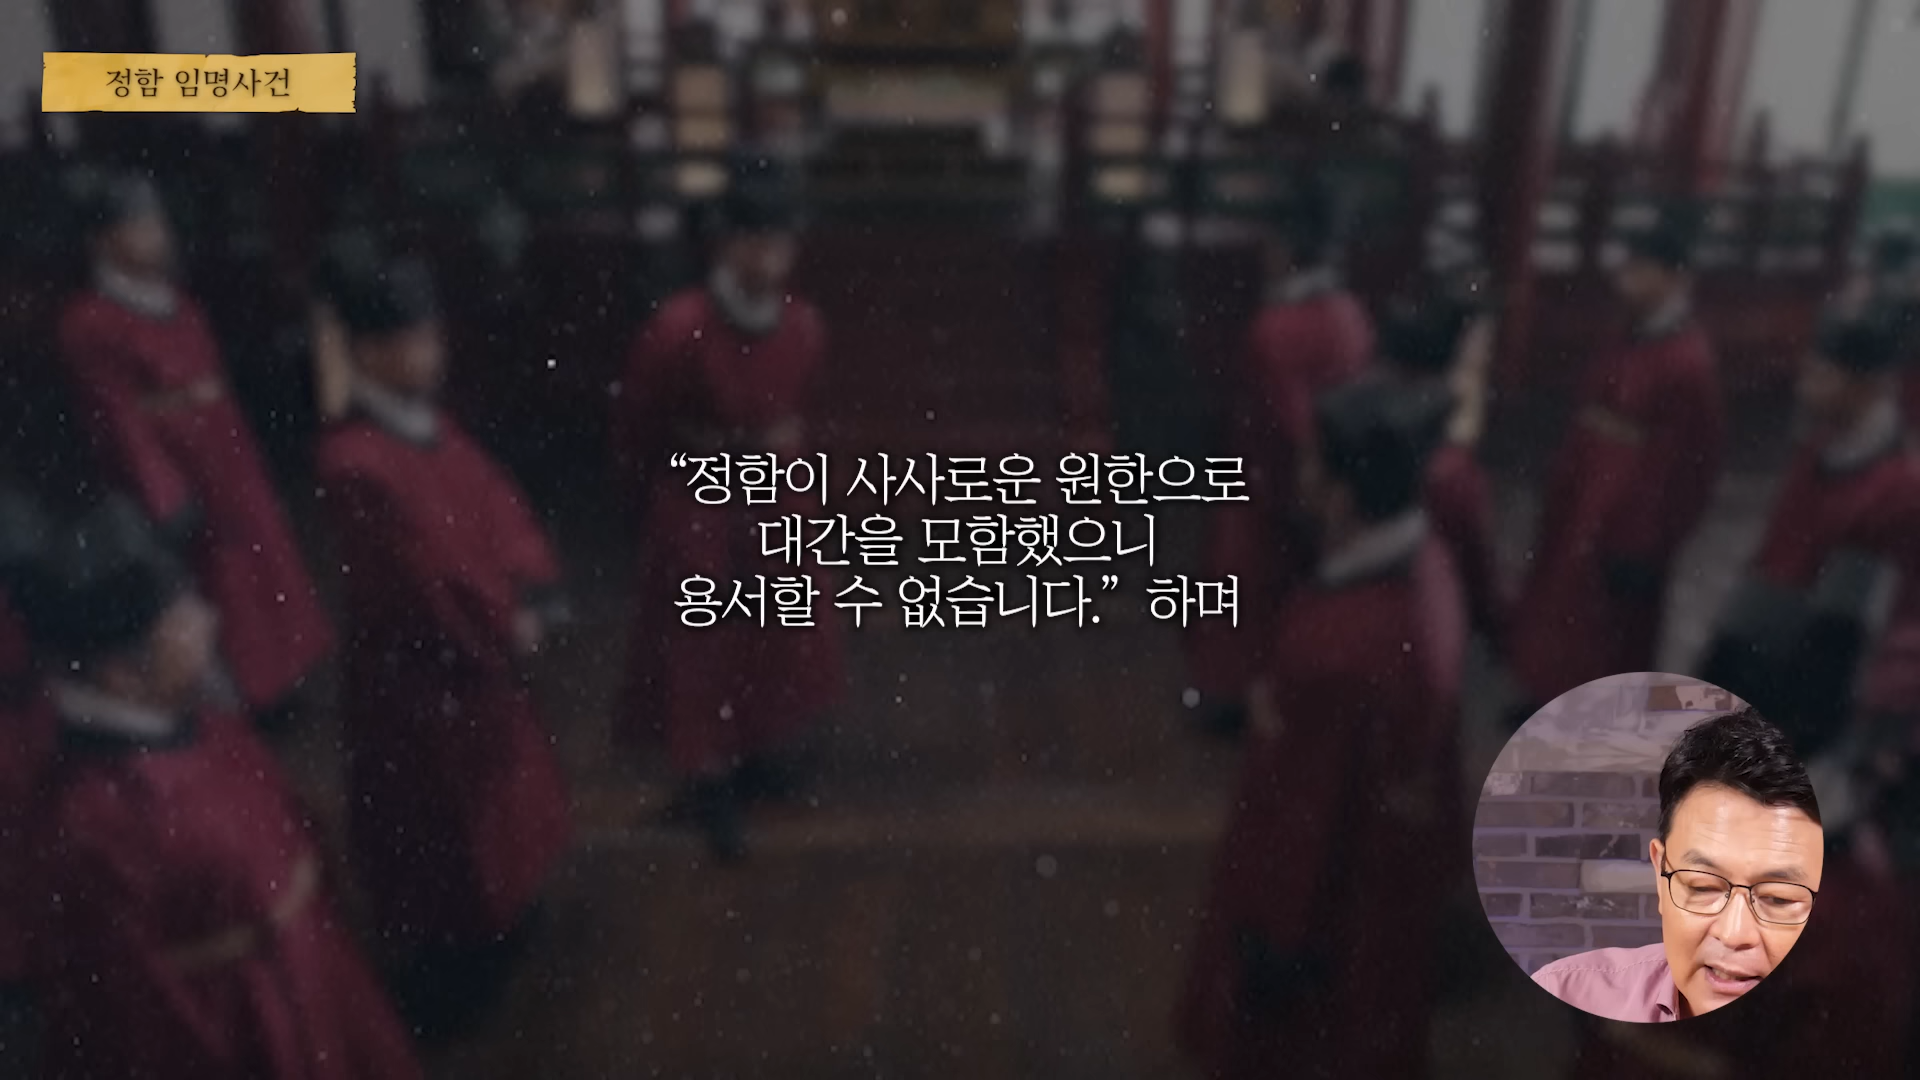 정함 임명사건
“정함이 사사로운 원한으로
대간을 모함했으니
용서할 수 없습니다.” 하며